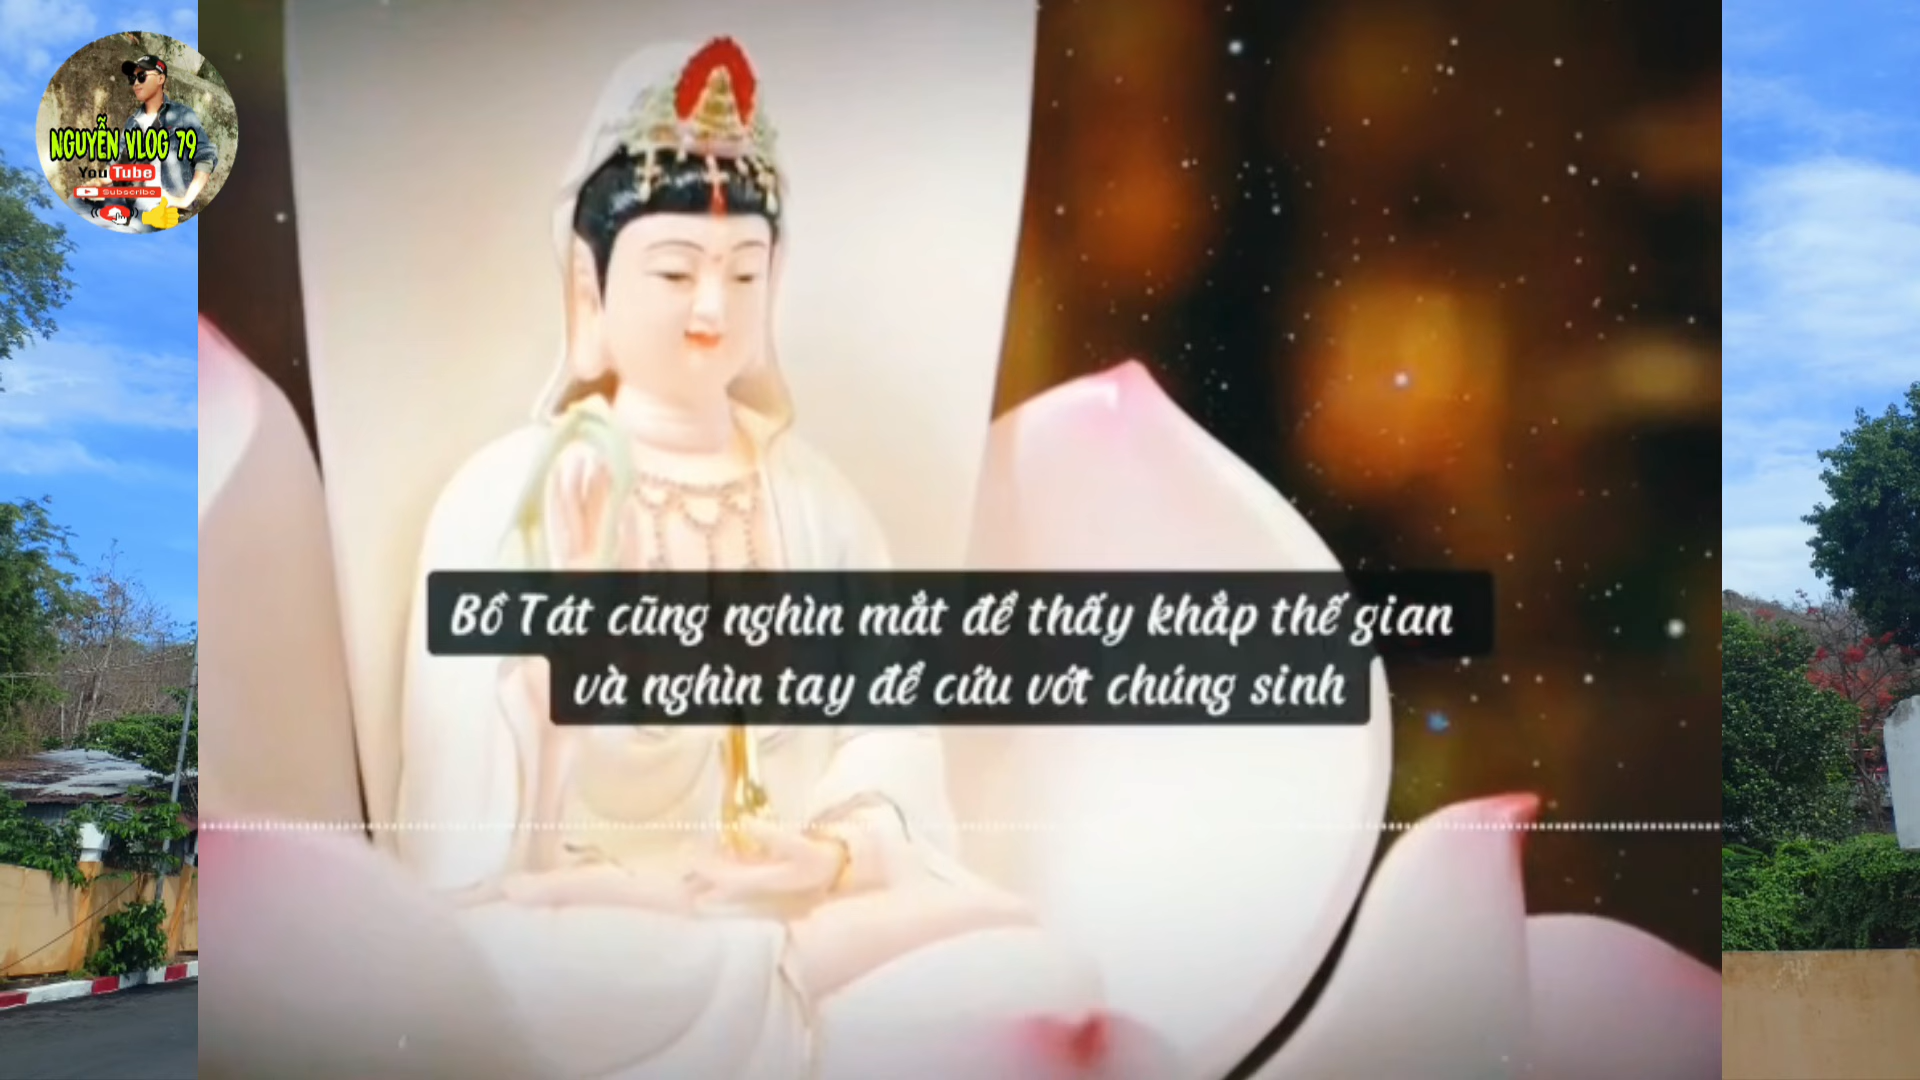 NGUYỄN VLOG 79
YouTube
Subscribe
Bồ Tát cũng nghìn mắt để thấy khắp thế gian
và nghìn tay để cứu vớt chúng sinh